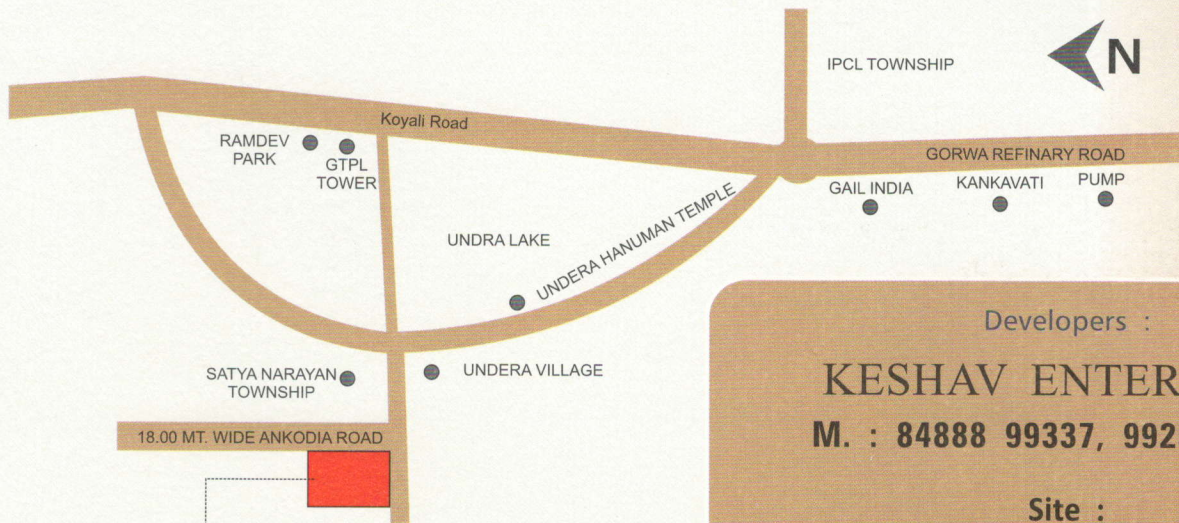 IPCL TOWNSHIP
N
Koyali Road
RAMDEV
PARK
GTPL
TOWER
GORWA REFINARY ROAD
GAIL INDIA
KANKAVATI
PUMP
UNDRA LAKE
UNDERA HANUMAN TEMPLE
SATYA NARAYAN
TOWNSHIP
UNDERA VILLAGE
18.00 MT. WIDE ANKODIA ROAD
Developers :
KESHAV ENTER
M. : 84888 99337, 992
Site :